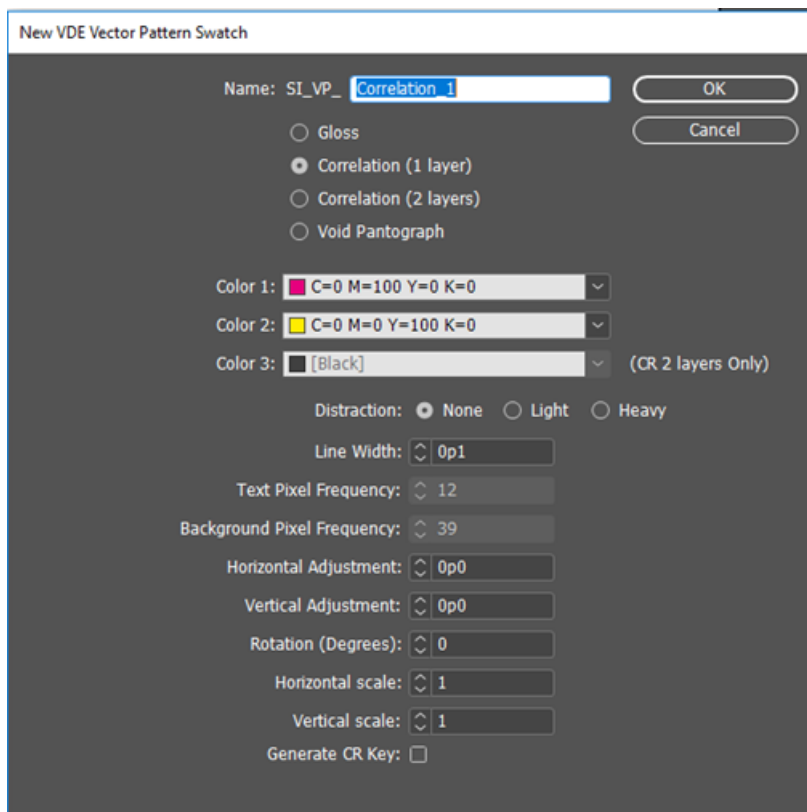 New VDE Vector Pattern Swatch
Name: SI_VP_ Correlation_1 OK
Gloss Cancel
Correlation (1 layer)
Correlation (2 layers)
Void Pantograph
Color 1: C=0 M=100 Y=0 K=0
Color 2: C=0 M=0 Y=100 K=0
Color 3: [Black] (CR 2 layers Only)
Distraction: None Light Heavy
Line Width: 0p1
Text Pixel Frequency: 12
Background Pixel Frequency: 39
Horizontal Adjustment: 0p0
Vertical Adjustment: 0p0
Rotation (Degrees): 0
Horizontal scale: 1
Vertical scale: 1
Generate CR Key: